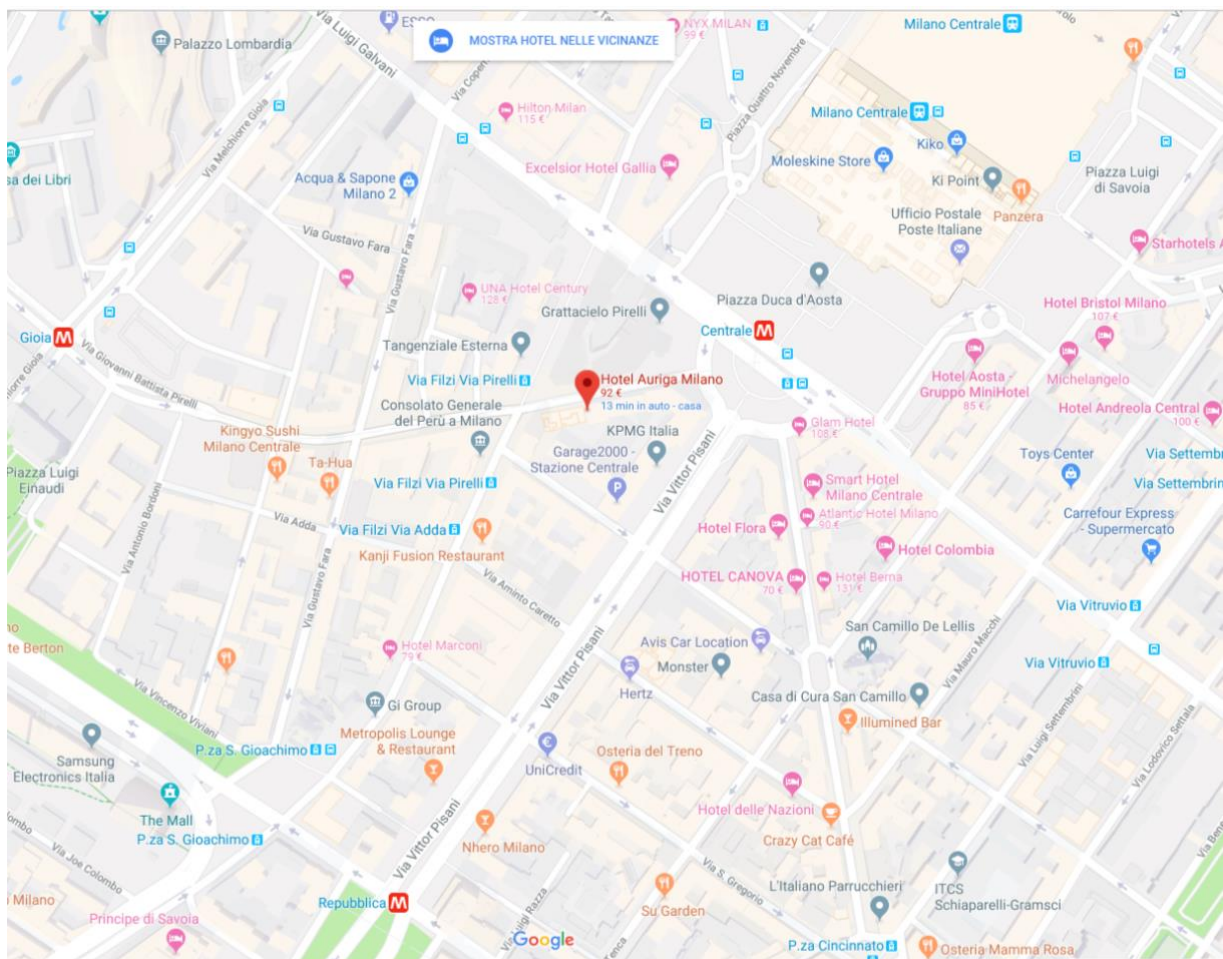 ESSO
MOSTRA HOTEL NELLE VICINANZE
NYX MILAN
99 €
Milano Centrale
Palazzo Lombardia
Via Luigi Galvani
Via Copern
Piazza Quattro Novembre
Hilton Milan
115 €
Milano Centrale
Via Melchiorre Gioia
Kiko
Moleskine Store
Excelsior Hotel Gallia
Piazza Luigi
di Savoia
sa dei Libri
Acqua & Sapone
Milano 2
Ki Point
Panzera
Ufficio Postale
Poste Italiane
Via Gustavo Fara
Via Gustavo Fara
Starhotels A
UNA Hotel Century
128 €
Piazza Duca d'Aosta
Hotel Bristol Milano
107 €
Grattacielo Pirelli
Gioia
Centrale
Tangenziale Esterna
Via Giovanni Battista Pirelli
Via Filzi Via Pirelli
Hotel Auriga Milano
92 €
13 min in auto - casa
Hotel Aosta -
Gruppo MiniHotel
85 €
Michelangelo
Consolato Generale
del Perù a Milano
Hotel Andreola Central
100 €
Glam Hotel
108 €
KPMG Italia
Kingyo Sushi
Milano Centrale
Garage2000 -
Stazione Centrale
Via Vittor Pisani
Toys Center
Via Settembr
Ta-Hua
Piazza Luigi
Einaudi
Via Filzi Via Pirelli
Smart Hotel
Milano Centrale
Via Settembrin
Via Antonio Bordoni
Via Adda
Via Filzi Via Adda
Hotel Flora
Atlantic Hotel Milano
90 €
Carrefour Express
- Supermercato
Kanji Fusion Restaurant
Hotel Colombia
Via Gustavo Fara
Via Aminto Caretto
HOTEL CANOVA
70 €
Hotel Berna
131 €
Via Vitruvio
no
te Berton
San Camillo De Lellis
Hotel Marconi
79 €
Avis Car Location
Via Mauro Macchi
Via Vitruvio
Via Vittor Pisani
Monster
Hertz
Via Vincenzo Viviani
Casa di Cura San Camillo
Gi Group
Illumined Bar
Via Luigi Settembrini
Via Lodovico Settala
Metropolis Lounge
& Restaurant
P.za S. Gioachimo
Osteria del Treno
Samsung
Electronics Italia
UniCredit
The Mall
Hotel delle Nazioni
P.za S. Gioachimo
Via Vittor Pisani
Nhero Milano
Crazy Cat Café
Via Joe Colombo
Via S. Gregorio
L'Italiano Parrucchieri
ITCS
Schiaparelli-Gramsci
Milano
Repubblica
Su Garden
Principe di Savoia
Via Luigi Razza
Google
P.za Cincinnato
Osteria Mamma Rosa